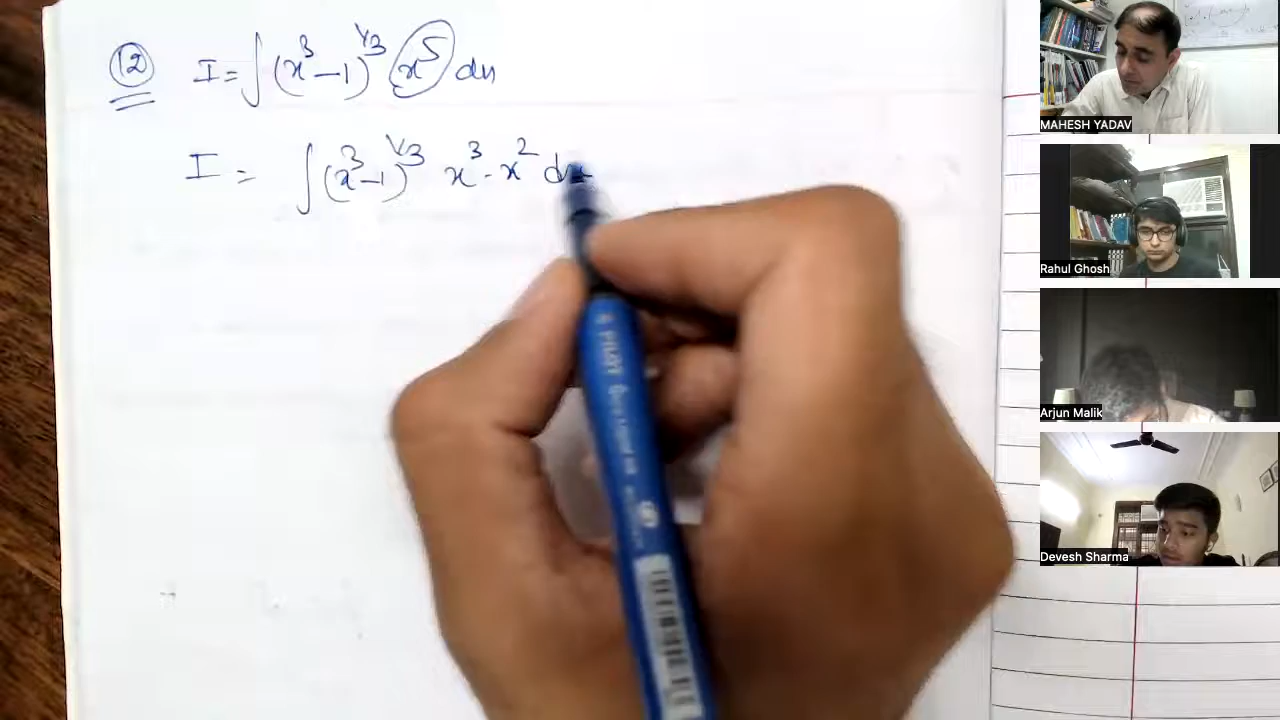 ⑫ I = ∫ (x³ – 1)^{1/3} x⁵ dx
I = ∫ (x³ – 1)^{1/3} x³ · x² dx
PILOT
MAHESH YADAV
Rahul Ghosh
Arjun Malik
Devesh Sharma